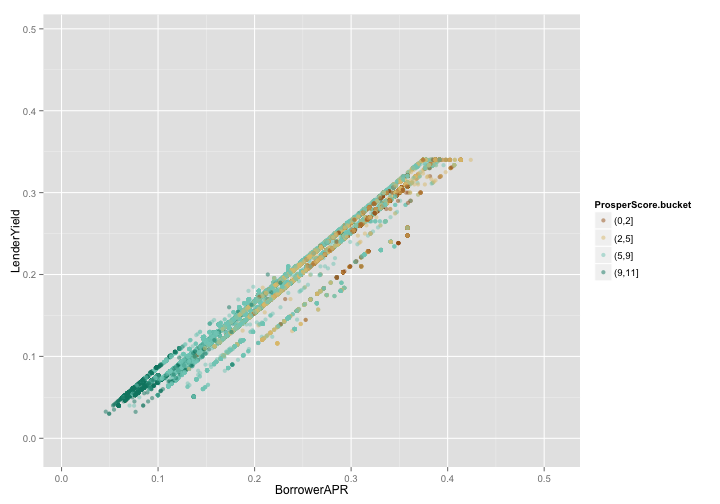 0.5
0.4
0.3
0.2
0.1
0.0
LenderYield
0.0 0.1 0.2 0.3 0.4 0.5
BorrowerAPR
ProsperScore.bucket
(0,2]
(2,5]
(5,9]
(9,11]